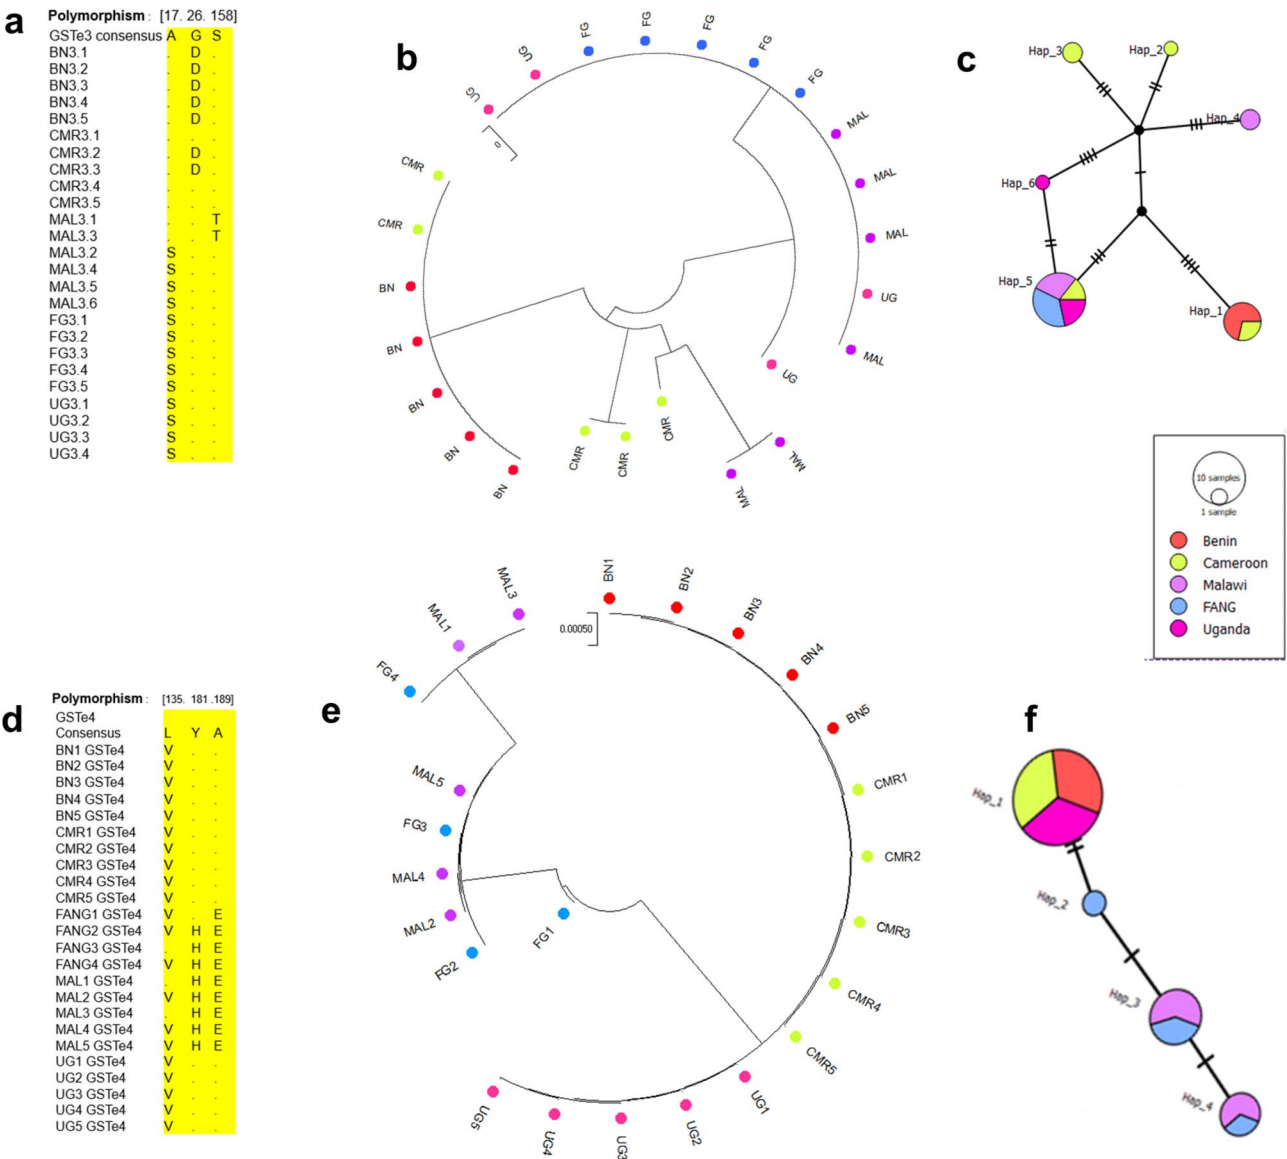 a
Polymorphism : [17. 26. 158]
GSTe3 consensus A G S
BN3.1 . D .
BN3.2 . D .
BN3.3 . D .
BN3.4 . D .
BN3.5 . D .
CMR3.1 . . .
CMR3.2 . D .
CMR3.3 . D .
CMR3.4 . . .
CMR3.5 . . .
MAL3.1 . . T
MAL3.3 . . T
MAL3.2 S . .
MAL3.4 S . .
MAL3.5 S . .
MAL3.6 S . .
FG3.1 S . .
FG3.2 S . .
FG3.3 S . .
FG3.4 S . .
FG3.5 S . .
UG3.1 S . .
UG3.2 S . .
UG3.3 S . .
UG3.4 S . .
b
UG
UG
FG
FG
FG
FG
FG
MAL
MAL
MAL
UG
MAL
UG
MAL
MAL
CMR
CMR
CMR
BN
BN
BN
BN
BN
CMR
CMR
0
c
Hap_3
Hap_2
Hap_4
Hap_6
Hap_5
Hap_1
10 samples
1 sample
Benin
Cameroon
Malawi
FANG
Uganda
d
Polymorphism : [135. 181 .189]
GSTe4
Consensus L Y A
BN1 GSTe4 V . .
BN2 GSTe4 V . .
BN3 GSTe4 V . .
BN4 GSTe4 V . .
BN5 GSTe4 V . .
CMR1 GSTe4 V . .
CMR2 GSTe4 V . .
CMR3 GSTe4 V . .
CMR4 GSTe4 V . .
CMR5 GSTe4 V . .
FANG1 GSTe4 V . E
FANG2 GSTe4 V H E
FANG3 GSTe4 . H E
FANG4 GSTe4 V H E
MAL1 GSTe4 . H E
MAL2 GSTe4 V H E
MAL3 GSTe4 . H E
MAL4 GSTe4 V H E
MAL5 GSTe4 V H E
UG1 GSTe4 V . .
UG2 GSTe4 V . .
UG3 GSTe4 V . .
UG4 GSTe4 V . .
UG5 GSTe4 V . .
e
BN1
BN2
BN3
BN4
BN5
CMR1
CMR2
CMR3
CMR4
CMR5
UG1
UG2
UG3
UG4
UG5
FG1
FG2
MAL2
MAL4
FG3
MAL5
FG4
MAL1
MAL3
0.00050
f
Hap_1
Hap_2
Hap_3
Hap_4